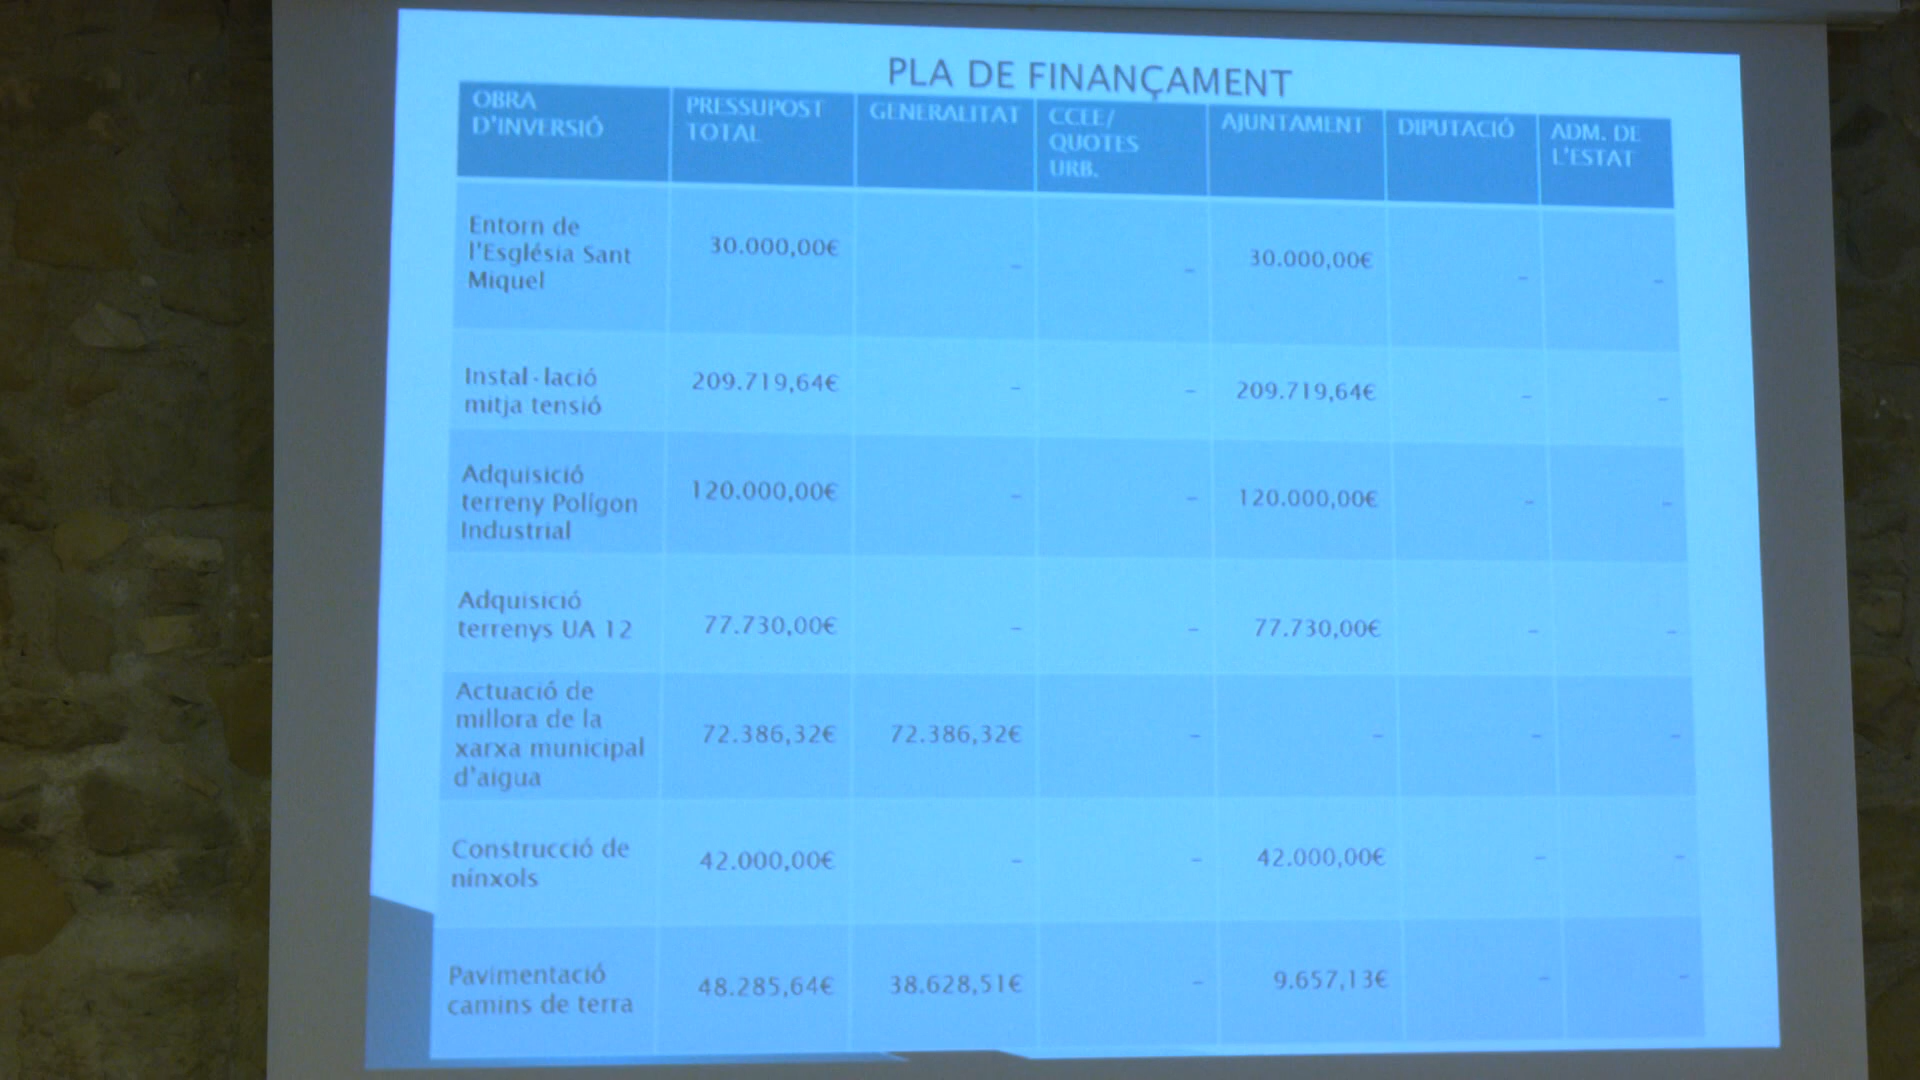 PLA DE FINANÇAMENT
OBRA
D'INVERSIÓ
PRESSUPOST
TOTAL
GENERALITAT
CCEE/
QUOTES
URB.
AJUNTAMENT
DIPUTACIÓ
ADM. DE
L'ESTAT
Entorn de
l'Església Sant
Miquel
30.000,00€
-
-
30.000,00€
-
-
Instal·lació
mitja tensió
209.719,64€
-
-
209.719,64€
-
-
Adquisició
terreny Polígon
Industrial
120.000,00€
-
-
120.000,00€
-
-
Adquisició
terrenys UA 12
77.730,00€
-
-
77.730,00€
-
-
Actuació de
millora de la
xarxa municipal
d'aigua
72.386,32€
72.386,32€
-
-
-
-
Construcció de
nínxols
42.000,00€
-
-
42.000,00€
-
-
Pavimentació
camins de terra
48.285,64€
38.628,51€
-
9.657,13€
-
-